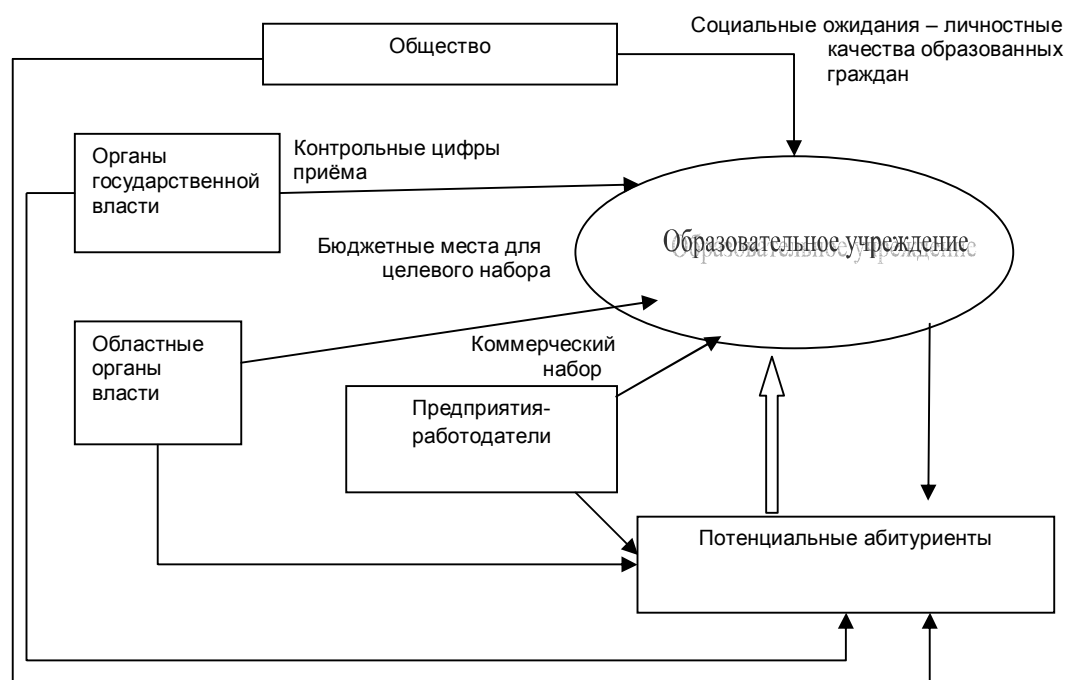 Общество
Социальные ожидания – личностные
качества образованных
граждан
Органы
государственной
власти
Контрольные цифры
приёма
Образовательное учреждение
Бюджетные места для
целевого набора
Областные
органы
власти
Коммерческий
набор
Предприятия-
работодатели
Потенциальные абитуриенты